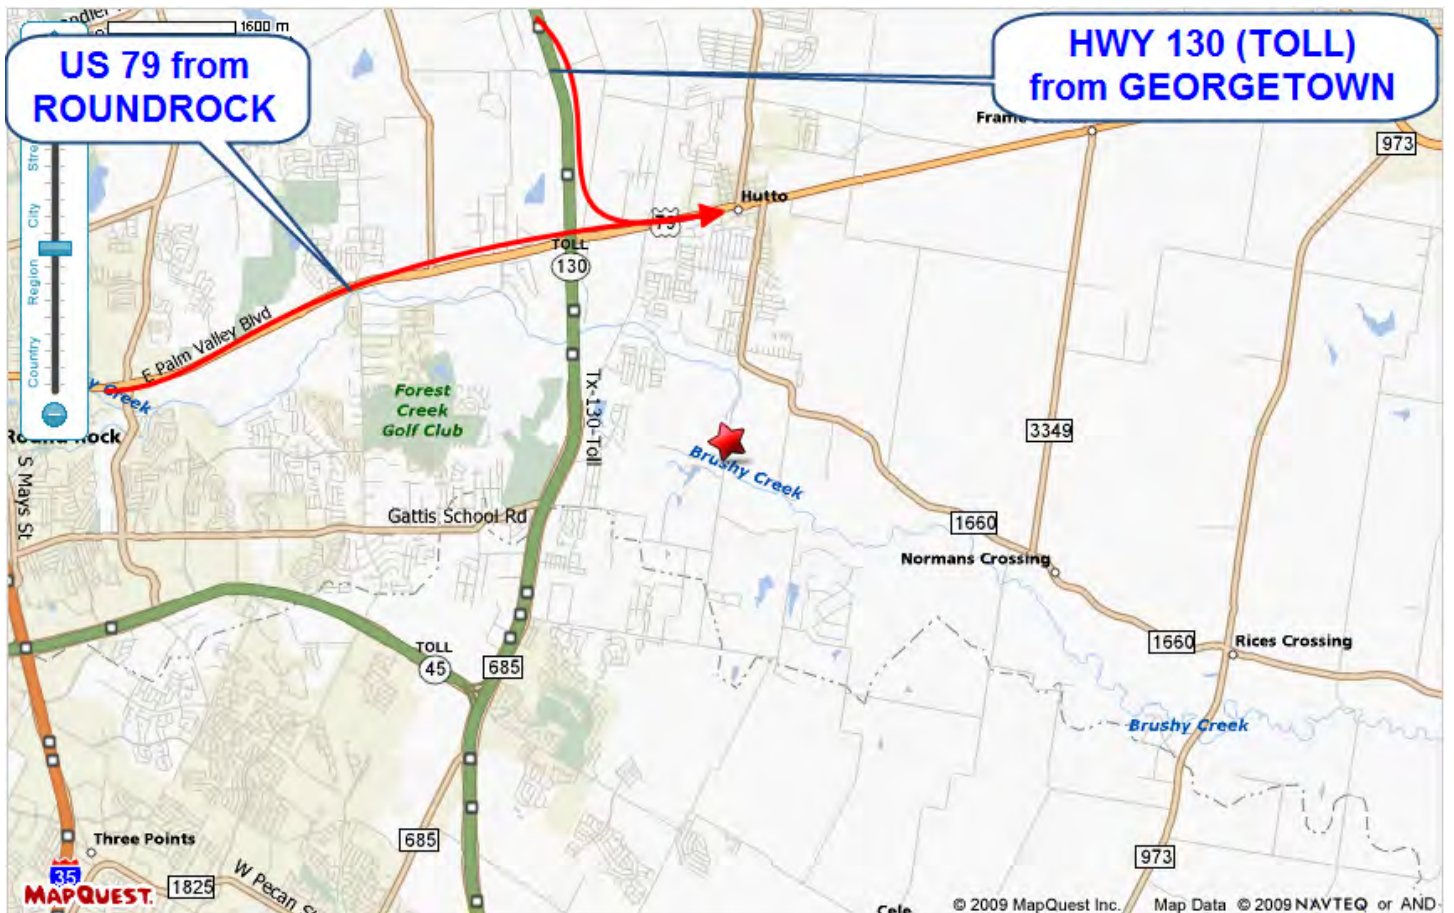 1600 m
US 79 from
ROUNDROCK
HWY 130 (TOLL)
from GEORGETOWN
973
Hutto
79
TOLL
130
Country
Region
City
E Palm Valley Blvd
Creek
Forest
Creek
Golf Club
Tx-130-Toll
3349
Round Rock
S Mays St
Brushy Creek
Gattis School Rd
1660
Normans Crossing
1660
Rices Crossing
TOLL
45
685
Brushy Creek
Three Points
685
973
35
1825
W Pecan
MAPQUEST.
Cele
© 2009 MapQuest Inc.
Map Data © 2009 NAVTEQ or AND